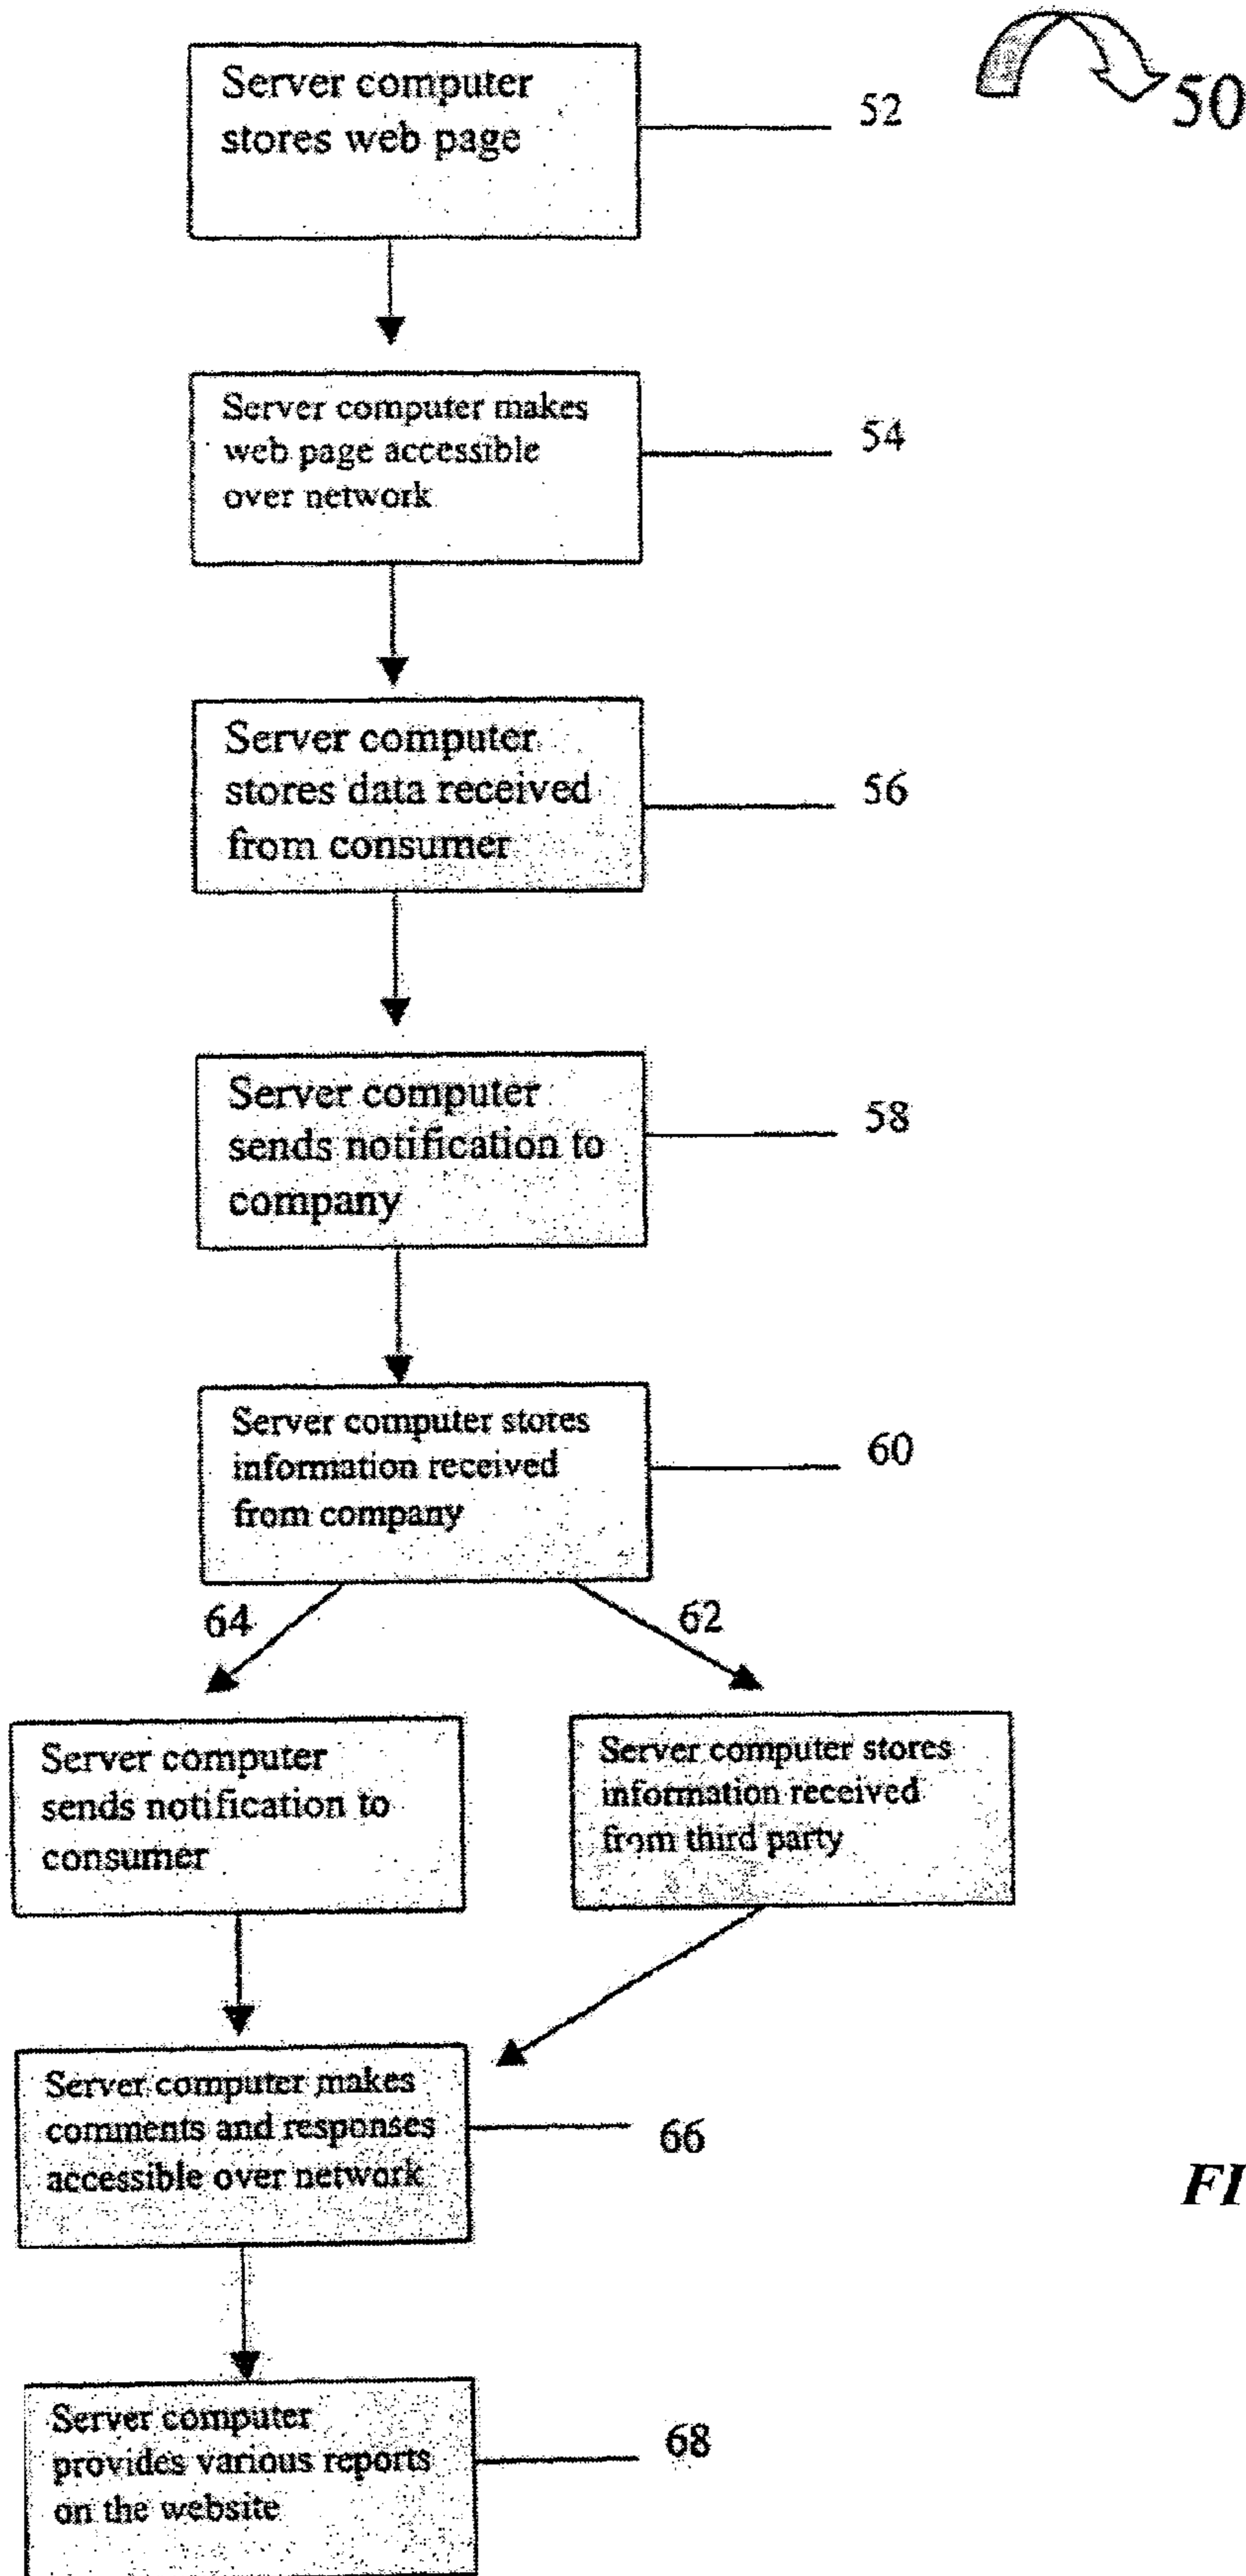 50
Server computer
stores web page
52
Server computer makes
web page accessible
over network
54
Server computer
stores data received
from consumer
56
Server computer
sends notification to
company
58
Server computer stores
information received
from company
60
64
62
Server computer
sends notification to
consumer
Server computer stores
information received
from third party
Server computer makes
comments and responses
accessible over network
66
FI
Server computer
provides various reports
on the website
68